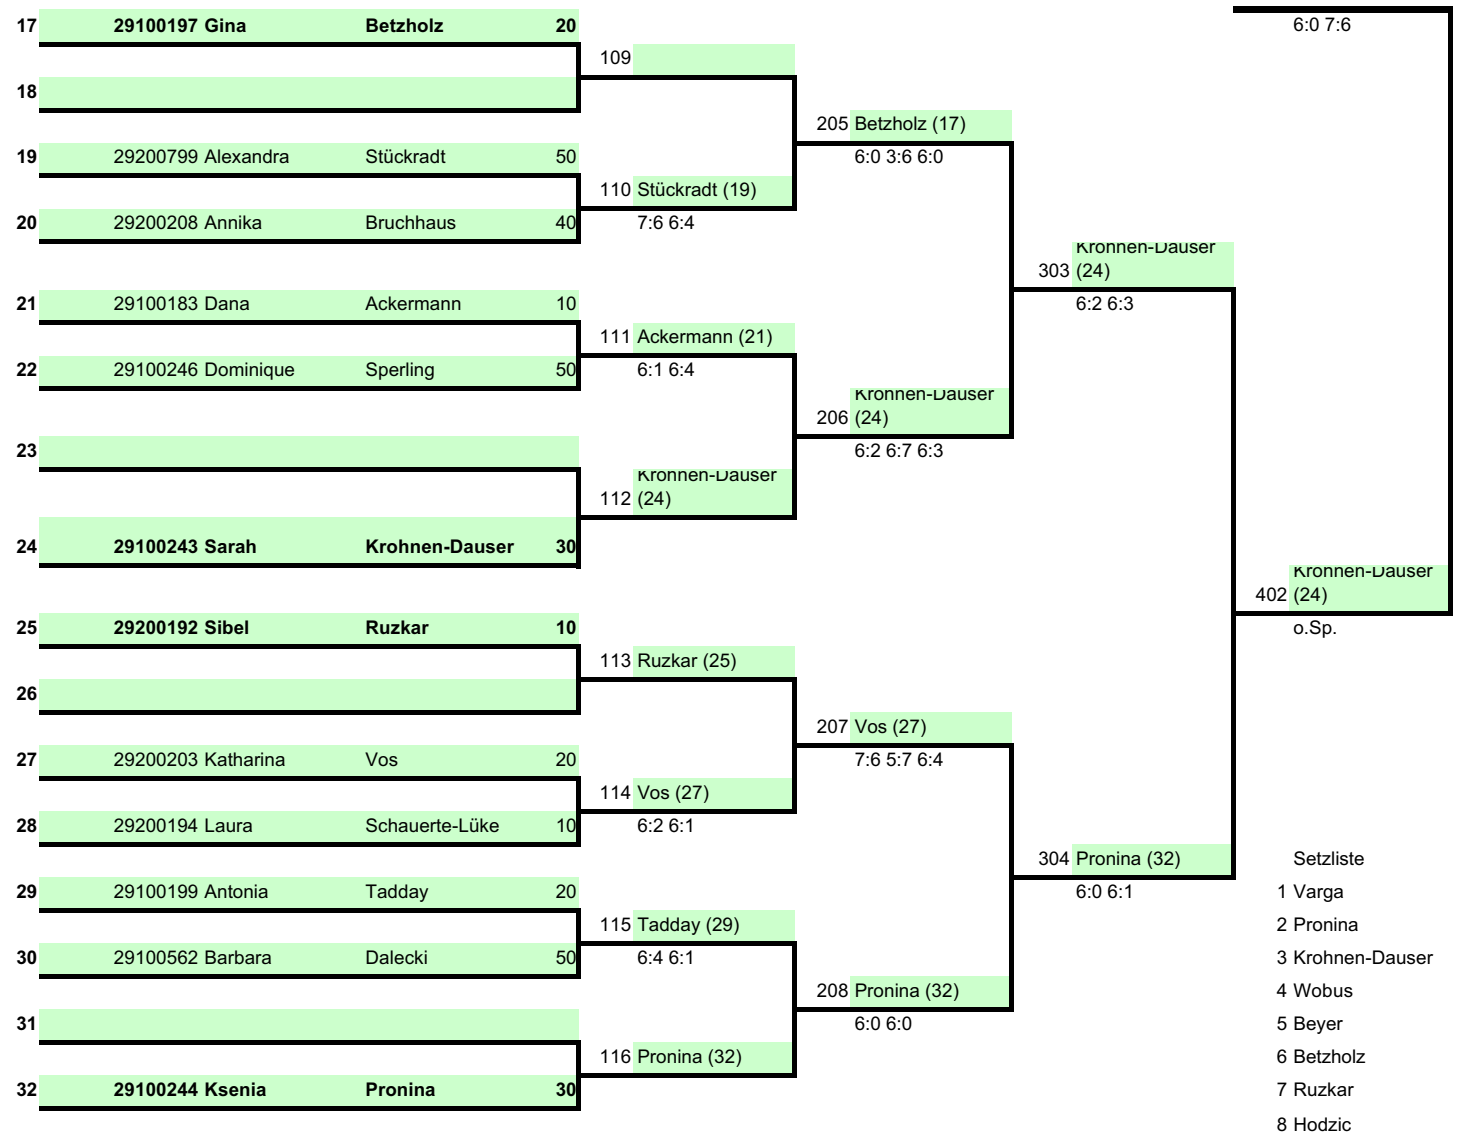 6:0 7:6
17 29100197 Gina Betzholz 20
109
18
205 Betzholz (17)
19 29200799 Alexandra Stückradt 50
6:0 3:6 6:0
110 Stückradt (19)
20 29200208 Annika Bruchhaus 40
7:6 6:4
Krohnen-Dauser
303 (24)
21 29100183 Dana Ackermann 10
6:2 6:3
111 Ackermann (21)
22 29100246 Dominique Sperling 50
6:1 6:4
Krohnen-Dauser
206 (24)
23
6:2 6:7 6:3
Krohnen-Dauser
112 (24)
24 29100243 Sarah Krohnen-Dauser 30
Krohnen-Dauser
402 (24)
25 29200192 Sibel Ruzkar 10
o.Sp.
113 Ruzkar (25)
26
207 Vos (27)
27 29200203 Katharina Vos 20
7:6 5:7 6:4
114 Vos (27)
28 29200194 Laura Schauerte-Lüke 10
6:2 6:1
304 Pronina (32)
Setzliste
29 29100199 Antonia Tadday 20
6:0 6:1
1 Varga
115 Tadday (29)
2 Pronina
30 29100562 Barbara Dalecki 50
6:4 6:1
3 Krohnen-Dauser
208 Pronina (32)
4 Wobus
31
6:0 6:0
5 Beyer
116 Pronina (32)
6 Betzholz
32 29100244 Ksenia Pronina 30
7 Ruzkar
8 Hodzic